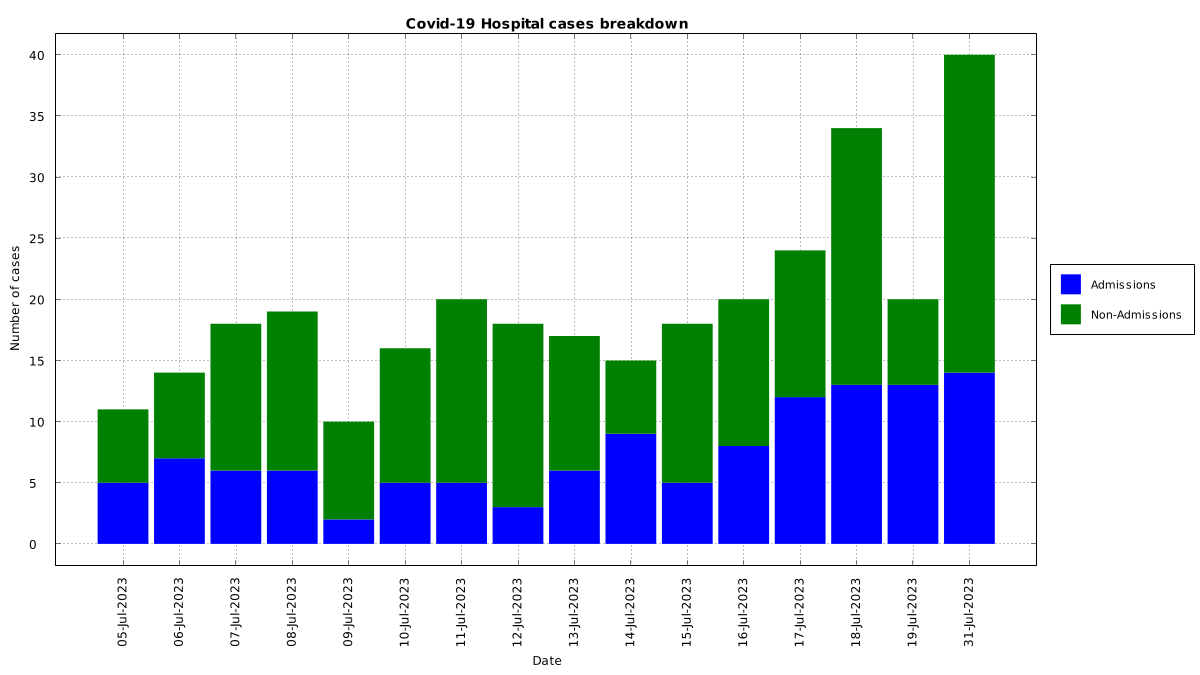 Covid-19 Hospital cases breakdown
40
35
30
25
20
15
10
5
0
Number of cases
05-Jul-2023
06-Jul-2023
07-Jul-2023
08-Jul-2023
09-Jul-2023
10-Jul-2023
11-Jul-2023
12-Jul-2023
13-Jul-2023
14-Jul-2023
15-Jul-2023
16-Jul-2023
17-Jul-2023
18-Jul-2023
19-Jul-2023
31-Jul-2023
Date
Admissions
Non-Admissions